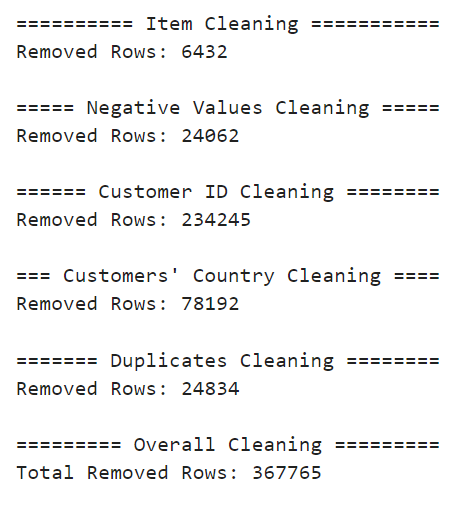 ========== Item Cleaning ===========
Removed Rows: 6432
===== Negative Values Cleaning =====
Removed Rows: 24062
====== Customer ID Cleaning ========
Removed Rows: 234245
=== Customers' Country Cleaning ====
Removed Rows: 78192
======= Duplicates Cleaning ========
Removed Rows: 24834
========= Overall Cleaning =========
Total Removed Rows: 367765